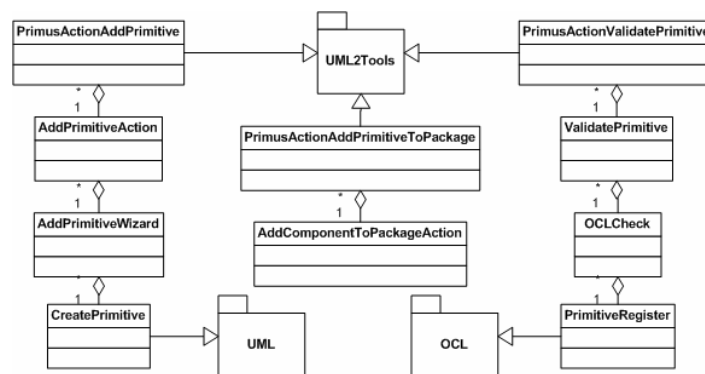 PrimusActionAddPrimitive
UML2Tools
PrimusActionValidatePrimitive
*
1
*
1
AddPrimitiveAction
PrimusActionAddPrimitiveToPackage
ValidatePrimitive
*
1
*
1
*
1
AddPrimitiveWizard
AddComponentToPackageAction
OCLCheck
*
1
*
1
CreatePrimitive
UML
OCL
PrimitiveRegister